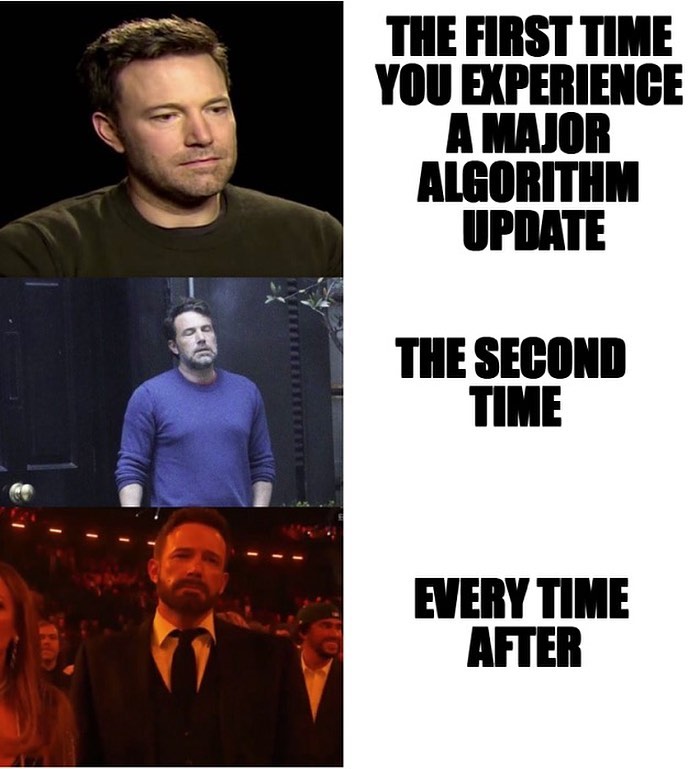 THE FIRST TIME
YOU EXPERIENCE
A MAJOR
ALGORITHM
UPDATE
THE SECOND
TIME
EVERY TIME
AFTER